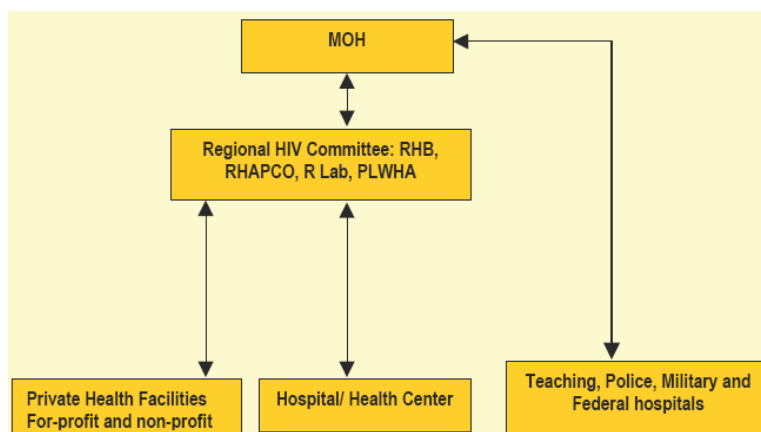 MOH
Regional HIV Committee: RHB,
RHAPCO, R Lab, PLWHA
Private Health Facilities
For-profit and non-profit
Hospital/ Health Center
Teaching, Police, Military and
Federal hospitals